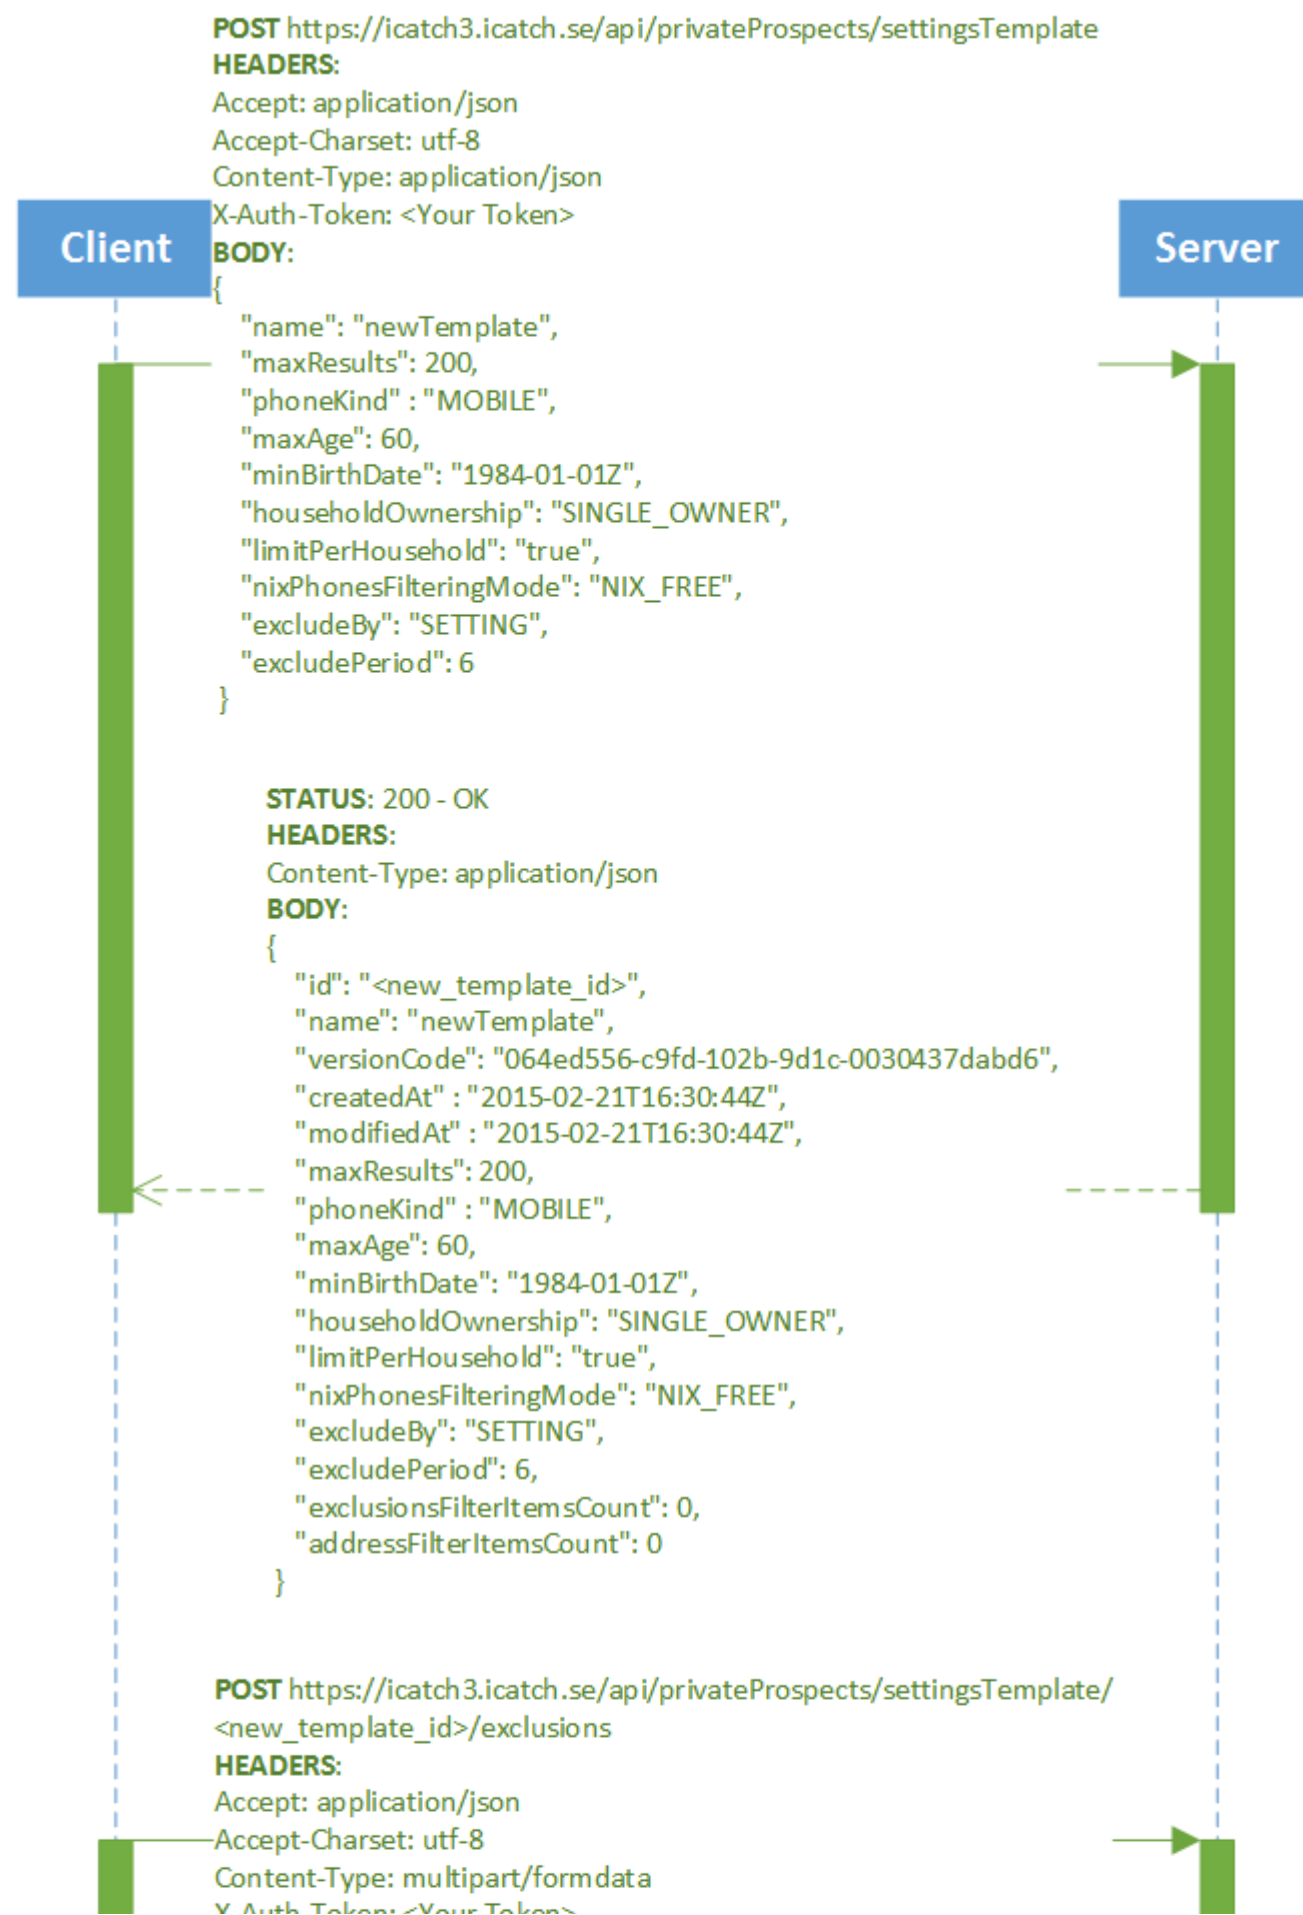 POST https://icatch3.icatch.se/api/privateProspects/settingsTemplate
HEADERS:
Accept: application/json
Accept-Charset: utf-8
Content-Type: application/json
X-Auth-Token: <Your Token>
Client
Server
BODY:
{
"name": "newTemplate",
"maxResults": 200,
"phoneKind" : "MOBILE",
"maxAge": 60,
"minBirthDate": "1984-01-01Z",
"householdOwnership": "SINGLE_OWNER",
"limitPerHousehold": "true",
"nixPhonesFilteringMode": "NIX_FREE",
"excludeBy": "SETTING",
"excludePeriod": 6
}
STATUS: 200 - OK
HEADERS:
Content-Type: application/json
BODY:
{
"id": "<new_template_id>",
"name": "newTemplate",
"versionCode": "064ed556-c9fd-102b-9d1c-0030437dabd6",
"createdAt" : "2015-02-21T16:30:44Z",
"modifiedAt" : "2015-02-21T16:30:44Z",
"maxResults": 200,
"phoneKind" : "MOBILE",
"maxAge": 60,
"minBirthDate": "1984-01-01Z",
"householdOwnership": "SINGLE_OWNER",
"limitPerHousehold": "true",
"nixPhonesFilteringMode": "NIX_FREE",
"excludeBy": "SETTING",
"excludePeriod": 6,
"exclusionsFilterItemsCount": 0,
"addressFilterItemsCount": 0
}
POST https://icatch3.icatch.se/api/privateProspects/settingsTemplate/
<new_template_id>/exclusions
HEADERS:
Accept: application/json
Accept-Charset: utf-8
Content-Type: multipart/formdata
X-Auth-Token: <Your Token>